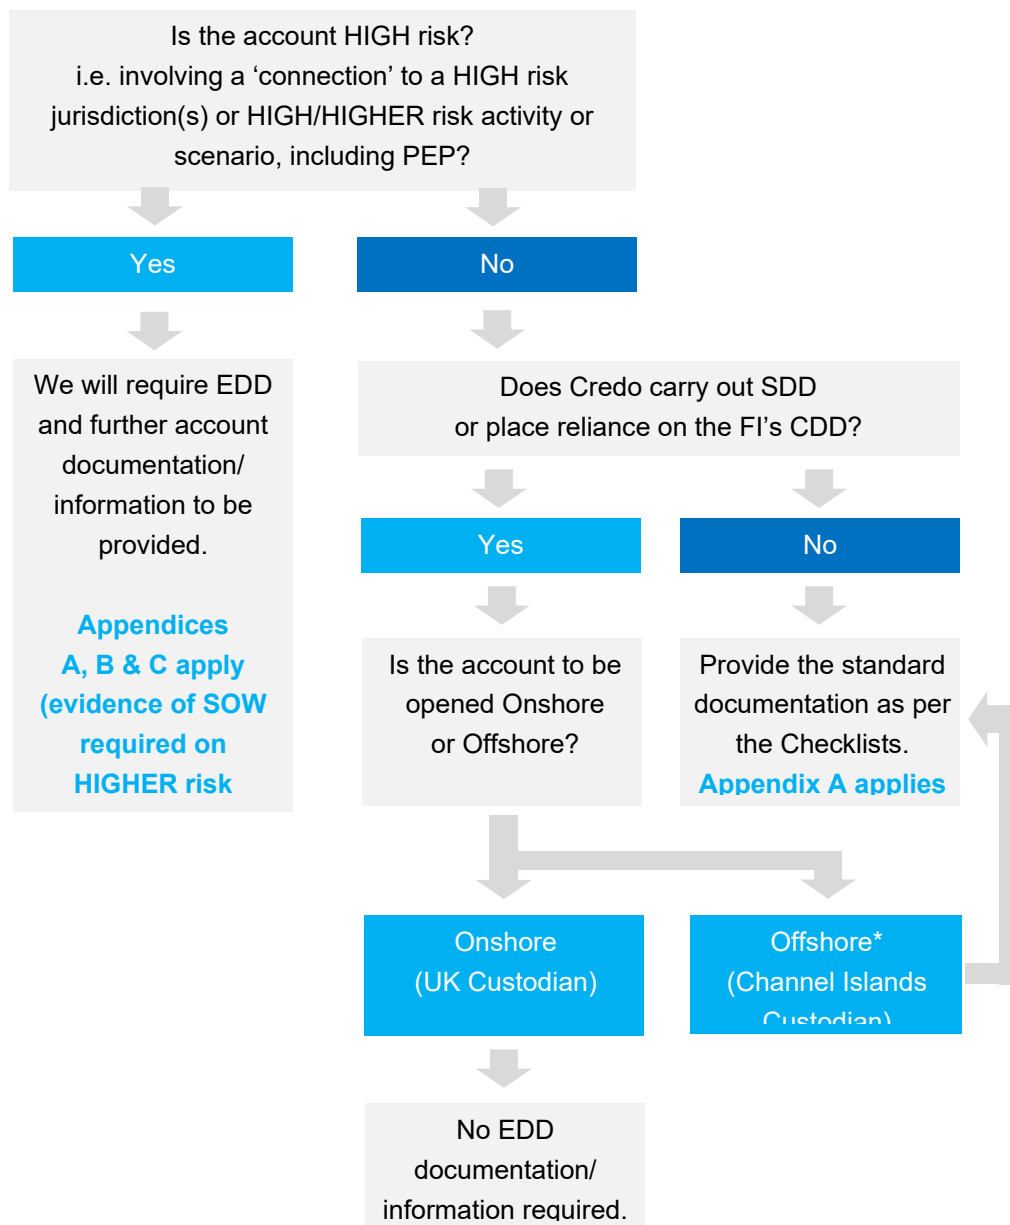 Is the account HIGH risk?
i.e. involving a ‘connection’ to a HIGH risk
jurisdiction(s) or HIGH/HIGHER risk activity or
scenario, including PEP?
Yes
No
We will require EDD
and further account
documentation/
information to be
provided.
Appendices
A, B & C apply
(evidence of SOW
required on
HIGHER risk
Does Credo carry out SDD
or place reliance on the FI’s CDD?
Yes
No
Is the account to be
opened Onshore
or Offshore?
Provide the standard
documentation as per
the Checklists.
Appendix A applies
Onshore
(UK Custodian)
Offshore*
(Channel Islands
Custodian)
No EDD
documentation/
information required.